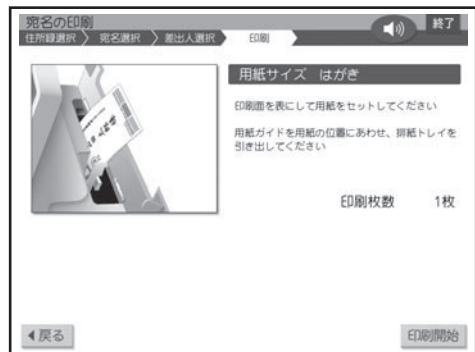 宛名の印刷
終了
住所録選択 〉 宛名選択 〉 差出人選択 印刷
用紙サイズ はがき
印刷面を表にして用紙をセットしてください
用紙ガイドを用紙の位置にあわせ、排紙トレイを
引き出してください
印刷枚数 1枚
戻る
印刷開始